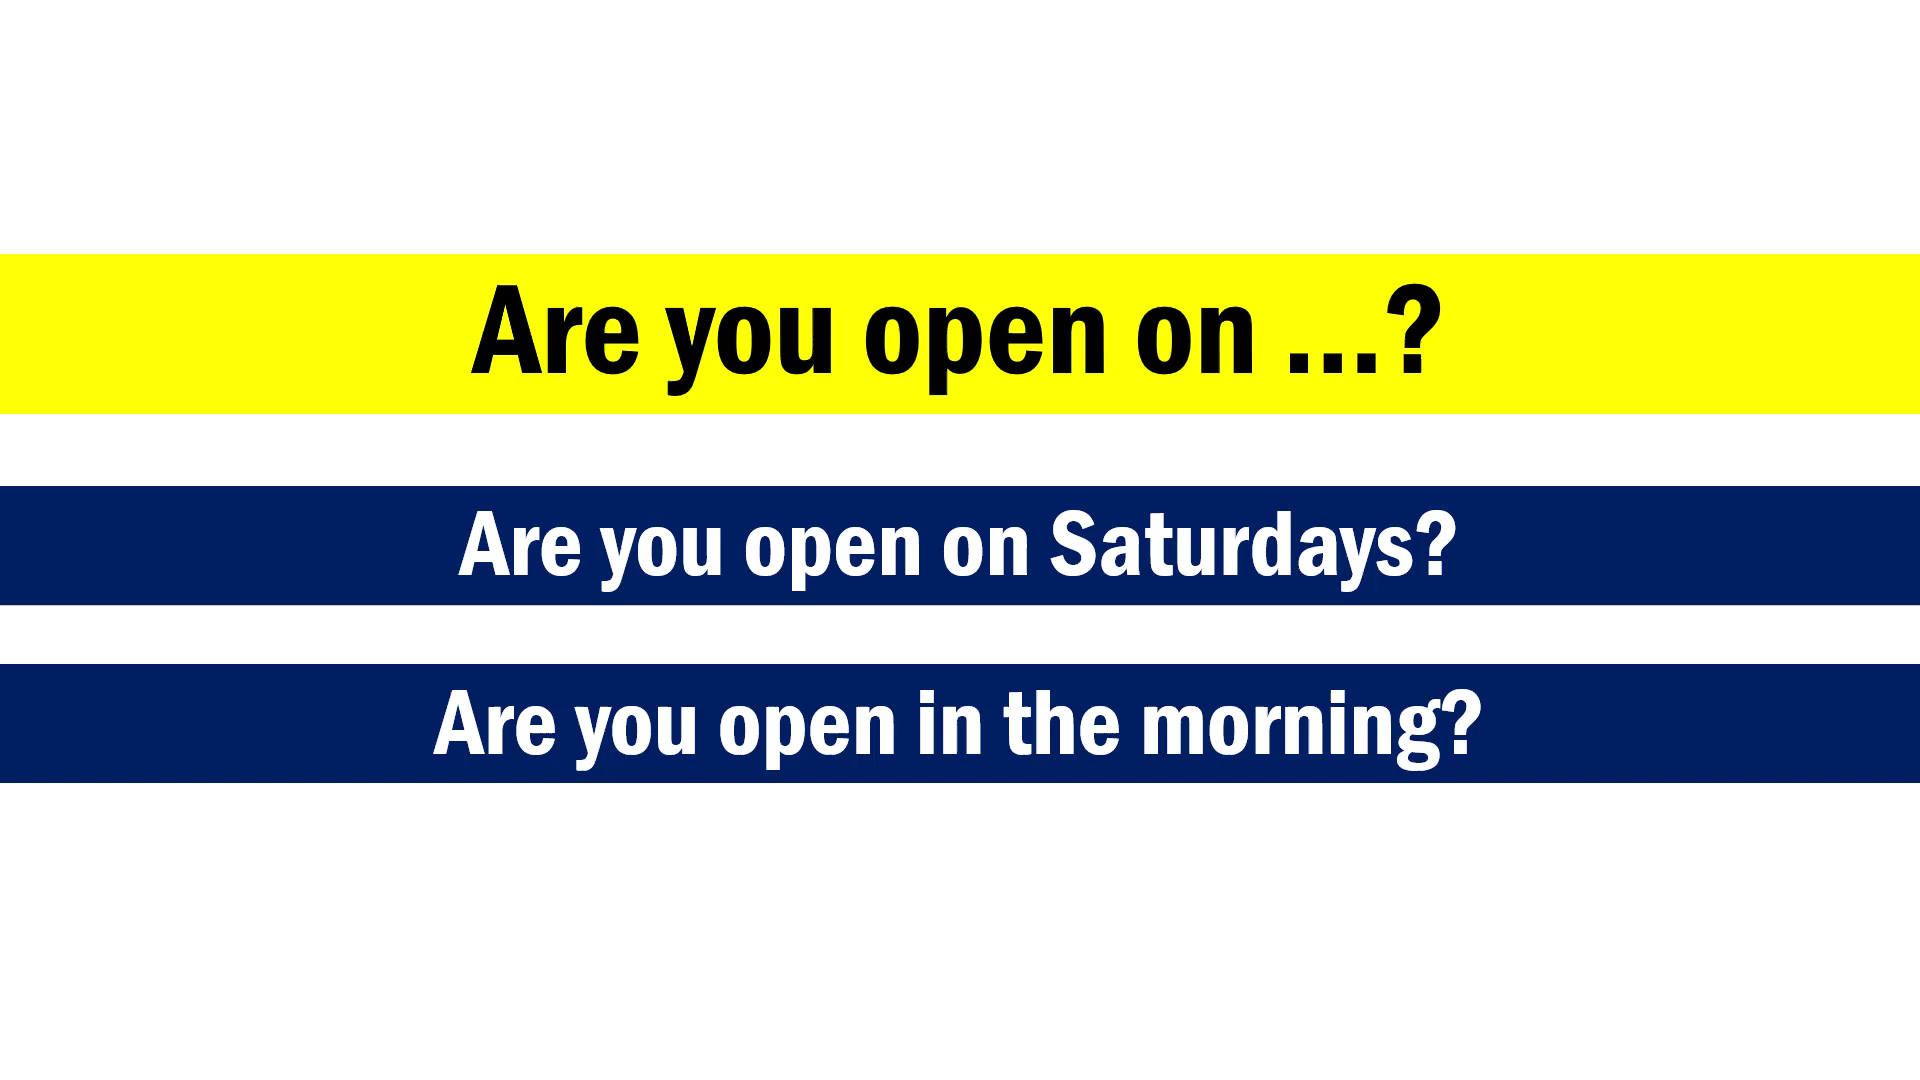 Are you open on ...?
Are you open on Saturdays?
Are you open in the morning?